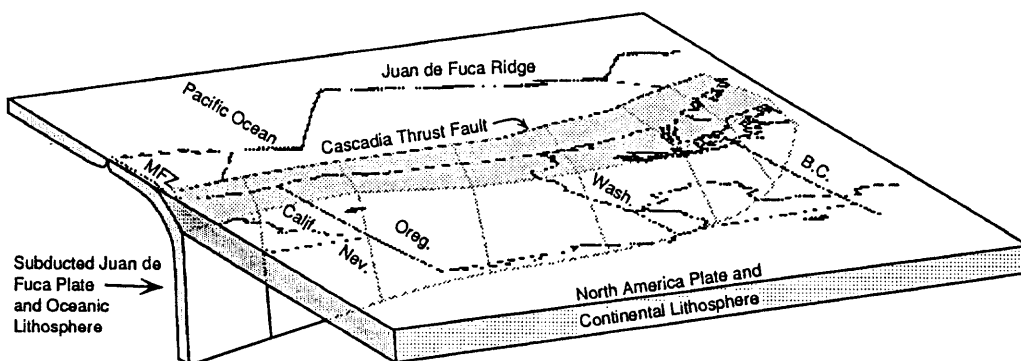 Juan de Fuca Ridge
Pacific Ocean
Cascadia Thrust Fault
MFZ
B.C.
Wash.
Calif.
Oreg.
Nev.
Subducted Juan de
Fuca Plate
and Oceanic
Lithosphere
North America Plate and
Continental Lithosphere